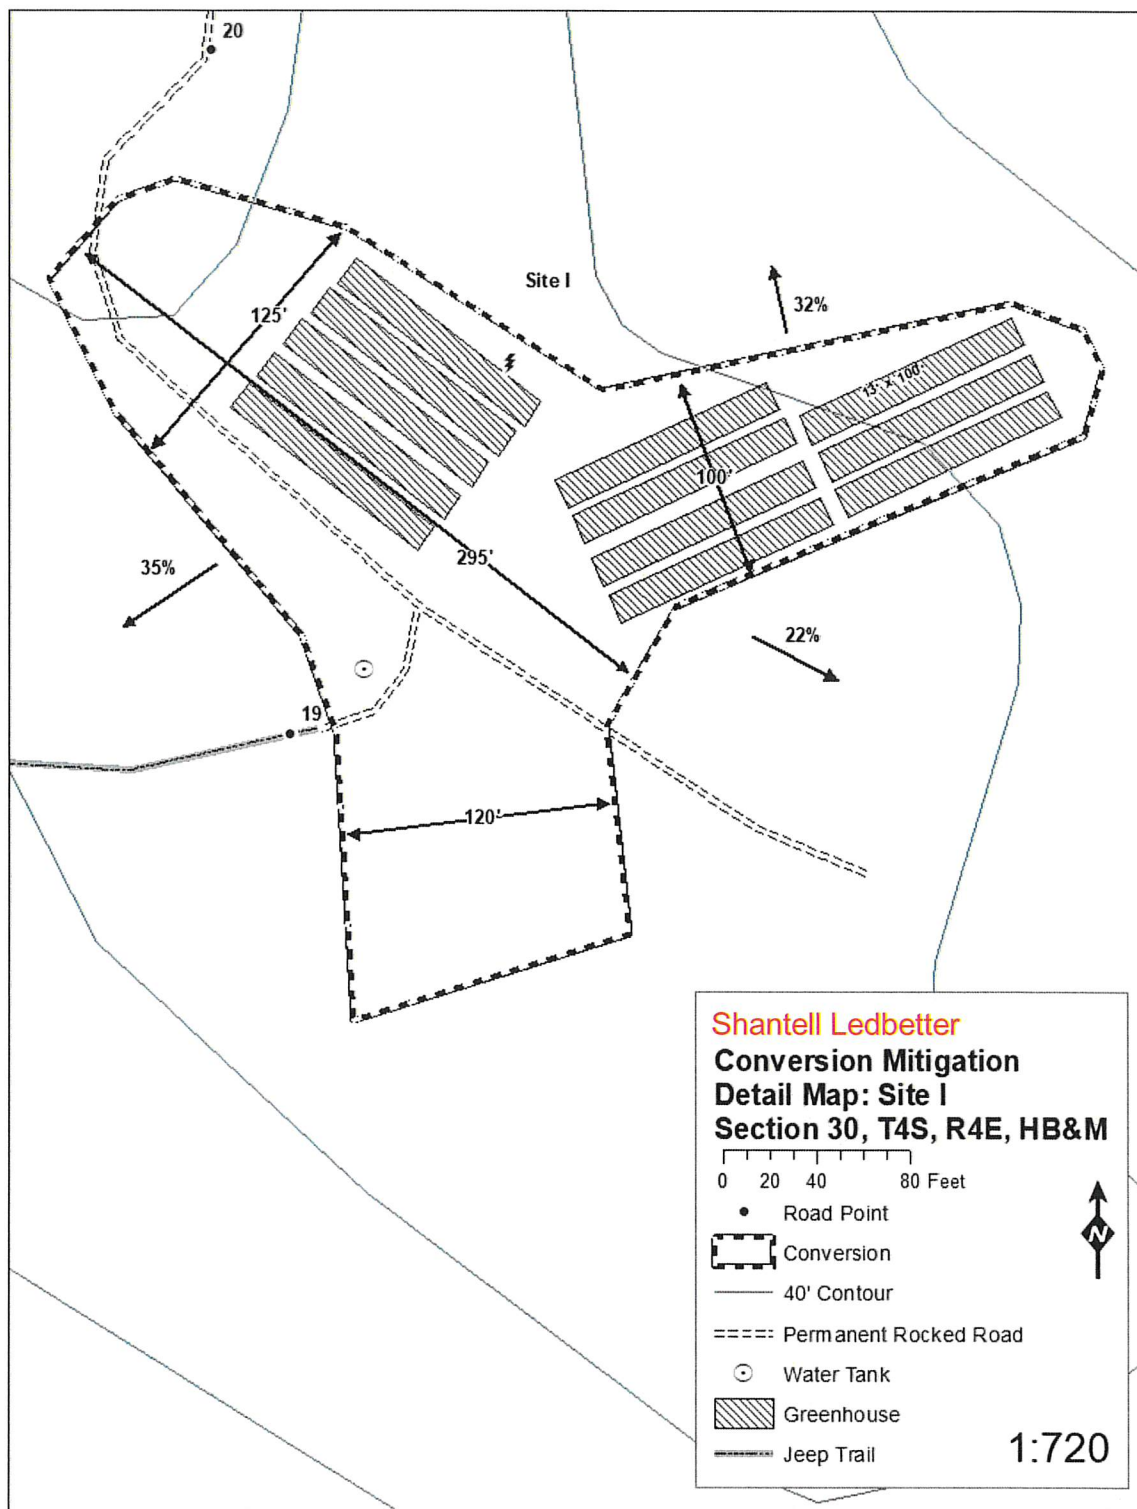 20
Site I
32%
125'
13' x 100'
100'
295'
35%
22%
19
120'
Shantell Ledbetter
Conversion Mitigation
Detail Map: Site I
Section 30, T4S, R4E, HB&M
0 20 40 80 Feet
Road Point
Conversion
40' Contour
Permanent Rocked Road
Water Tank
Greenhouse
Jeep Trail
N
1:720